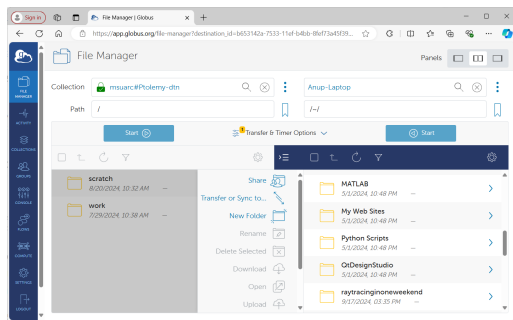 Sign in
File Manager | Globus
https://app.globus.org/file-manager?destination_id=b653142a-7533-11ef-b4bb-8fef73a45f39...
File Manager
Panels
FILE MANAGER
Collection
msuarc#Ptolemy-dtn
Anup-Laptop
Path
/
/~/
ACTIVITY
Start
Transfer & Timer Options
Start
COLLECTIONS
GROUPS
CONSOLE
FLOWS
COMPUTE
SETTINGS
LOGOUT
scratch
8/20/2024, 10:32 AM —
work
7/29/2024, 10:38 AM —
Share
Transfer or Sync to...
New Folder
Rename
Delete Selected
Download
Open
Upload
MATLAB
5/1/2024, 10:48 PM —
My Web Sites
5/1/2024, 10:48 PM —
Python Scripts
5/1/2024, 10:48 PM —
QtDesignStudio
5/1/2024, 10:48 PM —
raytracinginoneweekend
9/17/2024, 03:35 PM —